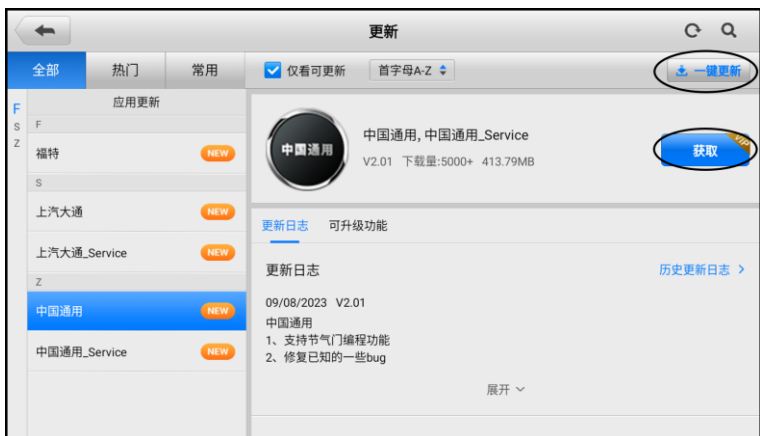 更新
全部 热门 常用 仅看可更新 首字母A-Z 一键更新
F
S
Z
应用更新
F
福特 NEW
S
上汽大通 NEW
上汽大通_Service NEW
Z
中国通用 NEW
中国通用_Service NEW
中国通用
中国通用, 中国通用_Service
V2.01 下载量:5000+ 413.79MB
获取 VIP
更新日志 可升级功能
更新日志 历史更新日志
09/08/2023 V2.01
中国通用
1、支持节气门编程功能
2、修复已知的一些bug
展开